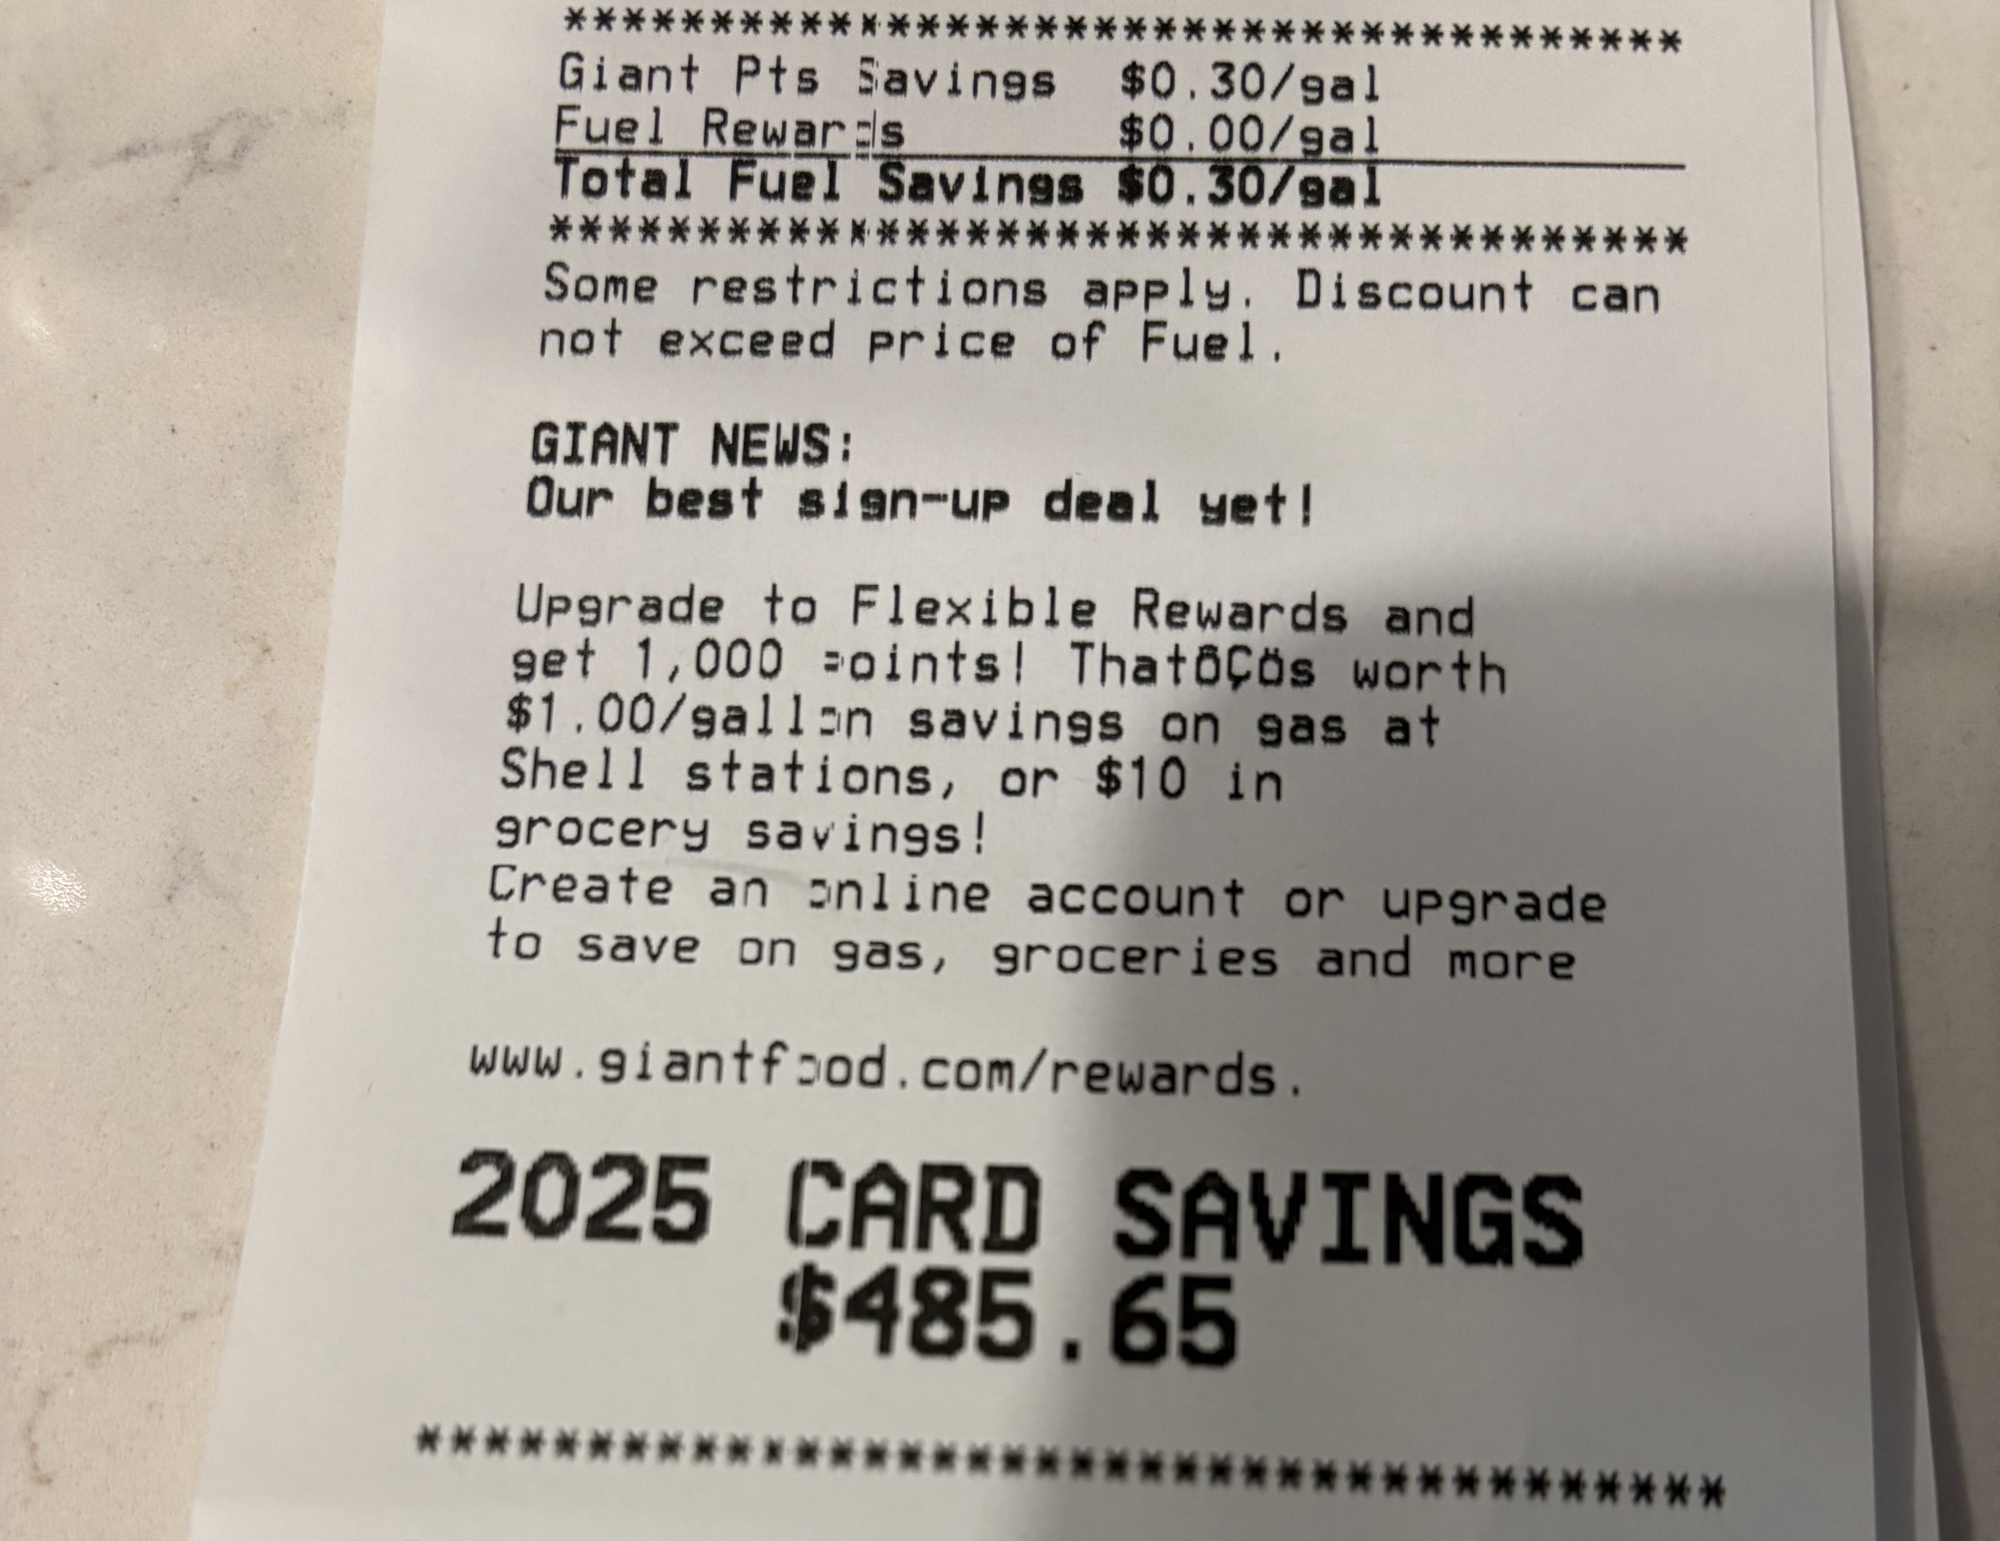 *************************************
Giant Pts Savings $0.30/gal
Fuel Rewards $0.00/gal
Total Fuel Savings $0.30/gal
*************************************
Some restrictions apply. Discount can
not exceed price of Fuel.
GIANT NEWS:
Our best sign-up deal yet!
Upgrade to Flexible Rewards and
get 1,000 points! ThatôÇös worth
$1.00/gallon savings on gas at
Shell stations, or $10 in
grocery savings!
Create an online account or upgrade
to save on gas, groceries and more
www.giantfood.com/rewards.
2025 CARD SAVINGS
$485.65
*************************************